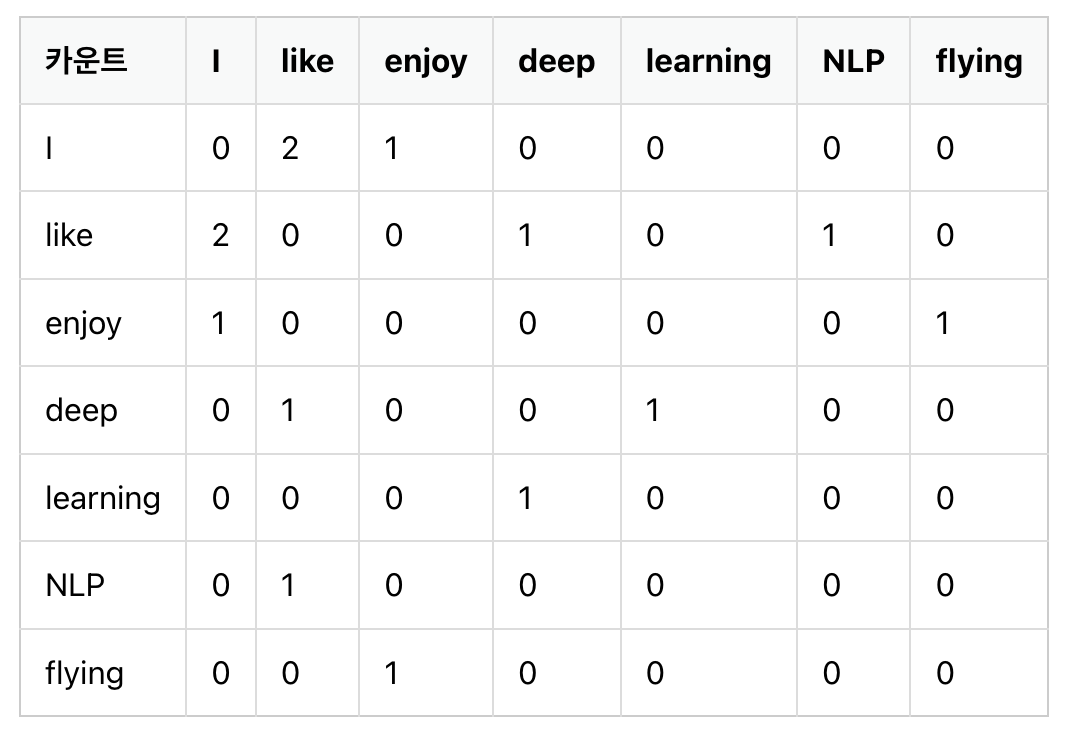 카운트 I like enjoy deep learning NLP flying
I 0 2 1 0 0 0 0
like 2 0 0 1 0 1 0
enjoy 1 0 0 0 0 0 1
deep 0 1 0 0 1 0 0
learning 0 0 0 1 0 0 0
NLP 0 1 0 0 0 0 0
flying 0 0 1 0 0 0 0